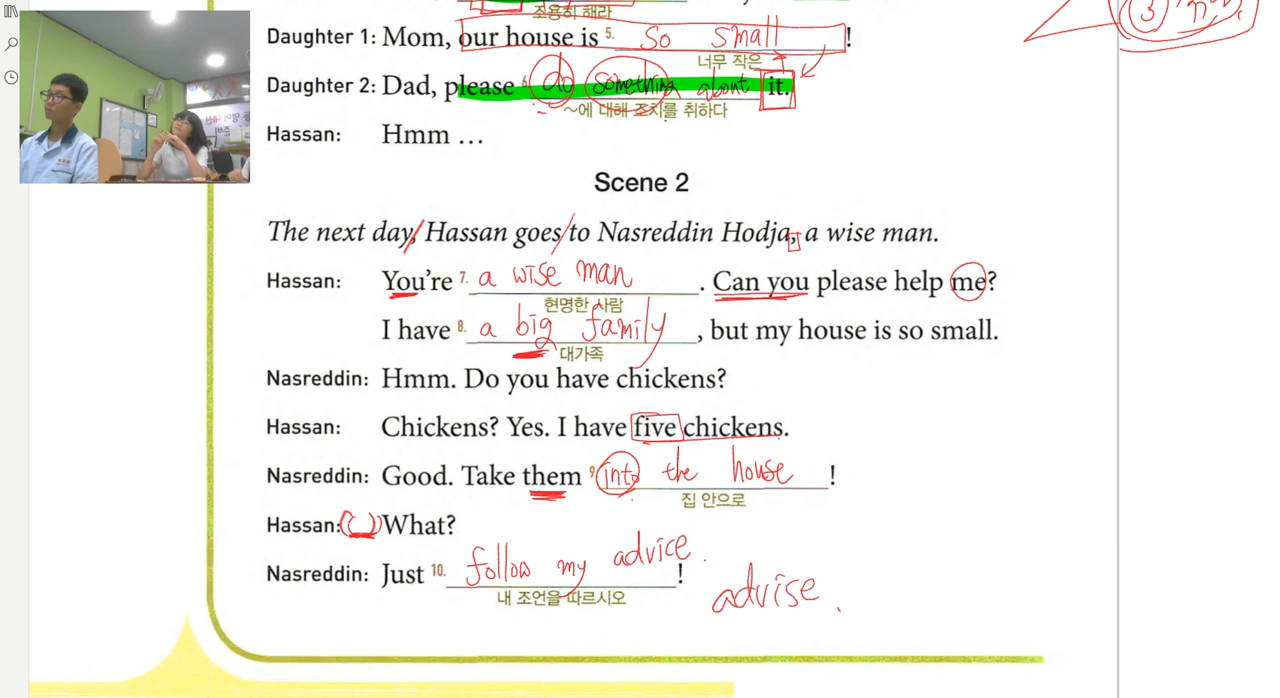 조용히 해라
Daughter 1: Mom, our house is 5. so small !
너무 작은
Daughter 2: Dad, please 6. do something about it.
~에 대해 조치를 취하다
Hassan: Hmm …
Scene 2
The next day, Hassan goes to Nasreddin Hodja, a wise man.
Hassan: You're 7. a wise man . Can you please help me?
현명한 사람
I have 8. a big family , but my house is so small.
대가족
Nasreddin: Hmm. Do you have chickens?
Hassan: Chickens? Yes. I have five chickens.
Nasreddin: Good. Take them 9. into the house !
집 안으로
Hassan: ( ) What?
Nasreddin: Just 10. follow my advice. !
내 조언을 따르시오
advise.